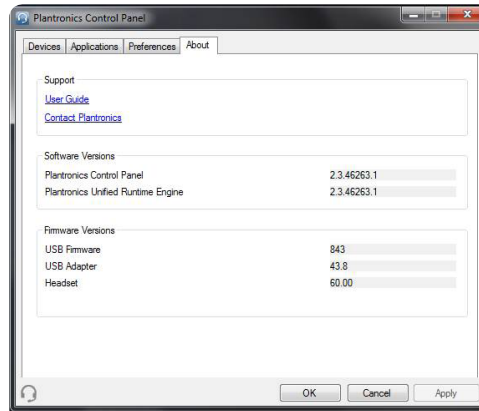 Plantronics Control Panel
Devices Applications Preferences About
Support
User Guide
Contact Plantronics
Software Versions
Plantronics Control Panel 2.3.46263.1
Plantronics Unified Runtime Engine 2.3.46263.1
Firmware Versions
USB Firmware 843
USB Adapter 43.8
Headset 60.00
OK Cancel Apply